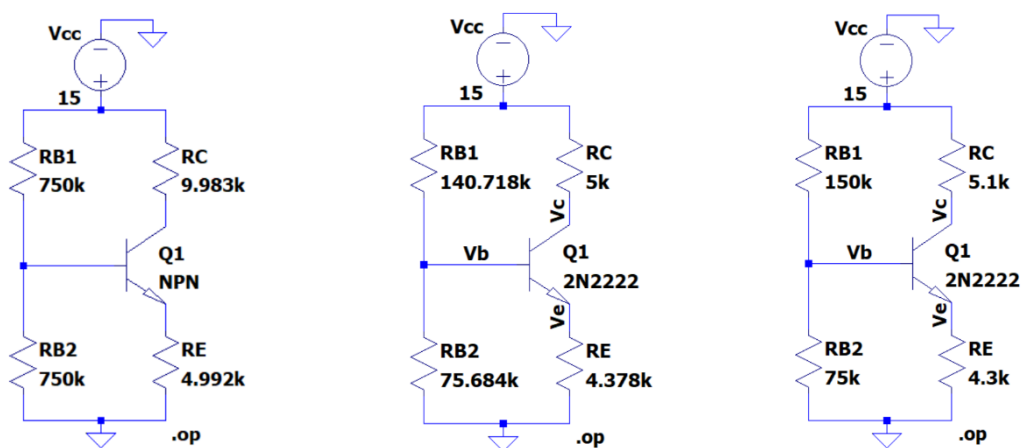 Vcc
15
RB1
750k
RC
9.983k
Q1
NPN
RB2
750k
RE
4.992k
.op
Vcc
15
RB1
140.718k
RC
5k
Vc
Vb
Q1
2N2222
Ve
RB2
75.684k
RE
4.378k
.op
Vcc
15
RB1
150k
RC
5.1k
Vc
Vb
Q1
2N2222
Ve
RB2
75k
RE
4.3k
.op